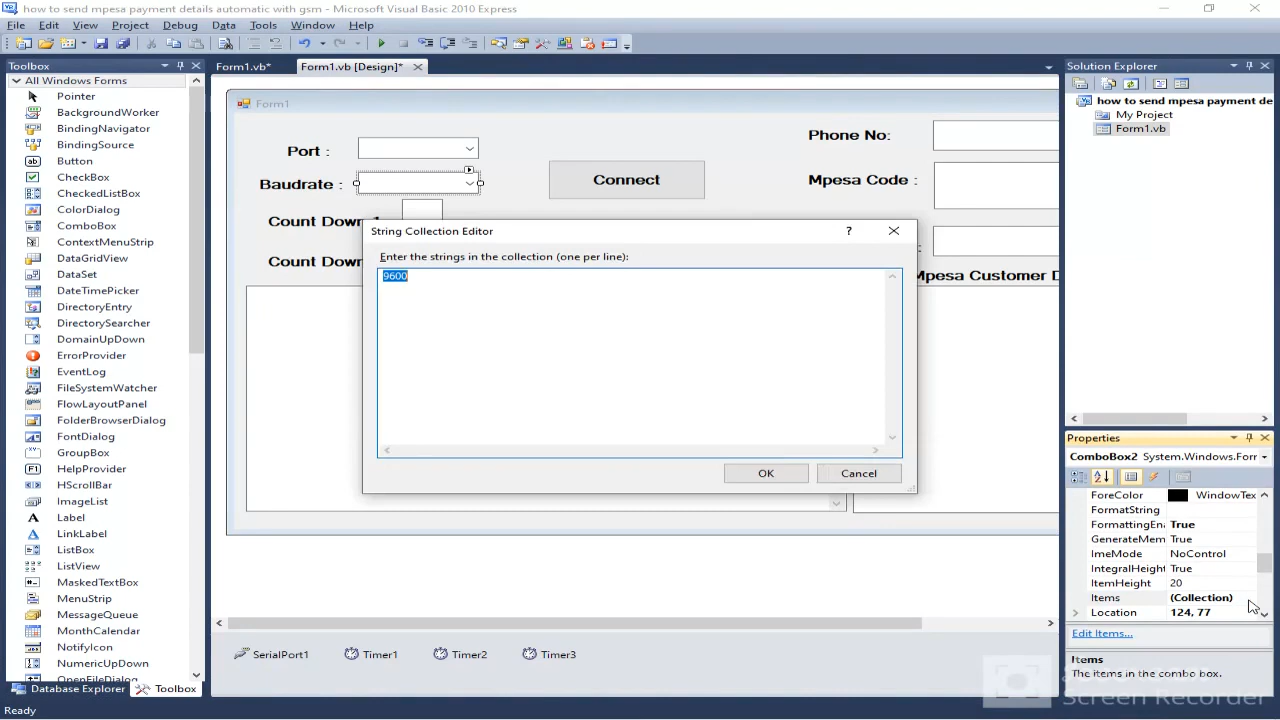 how to send mpesa payment details automatic with gsm - Microsoft Visual Basic 2010 Express
File Edit View Project Debug Data Tools Window Help
Toolbox
All Windows Forms
Pointer
BackgroundWorker
BindingNavigator
BindingSource
Button
CheckBox
CheckedListBox
ColorDialog
ComboBox
ContextMenuStrip
DataGridView
DataSet
DateTimePicker
DirectoryEntry
DirectorySearcher
DomainUpDown
ErrorProvider
EventLog
FileSystemWatcher
FlowLayoutPanel
FolderBrowserDialog
FontDialog
GroupBox
HelpProvider
HScrollBar
ImageList
Label
LinkLabel
ListBox
ListView
MaskedTextBox
MenuStrip
MessageQueue
MonthCalendar
NotifyIcon
NumericUpDown
OpenFileDialog
Database Explorer Toolbox
Ready
Form1.vb* Form1.vb [Design]*
Form1
Port :
Baudrate :
Connect
Count Down 1
Count Down
Phone No:
Mpesa Code :
Mpesa Customer D
String Collection Editor
?
Enter the strings in the collection (one per line):
9600
OK Cancel
SerialPort1 Timer1 Timer2 Timer3
Solution Explorer
how to send mpesa payment de
My Project
Form1.vb
Properties
ComboBox2 System.Windows.Forr
ForeColor WindowTex
FormatString
FormattingEna True
GenerateMem True
ImeMode NoControl
IntegralHeight True
ItemHeight 20
Items (Collection)
Location 124, 77
Edit Items...
Items
The items in the combo box.
Screen Recorder